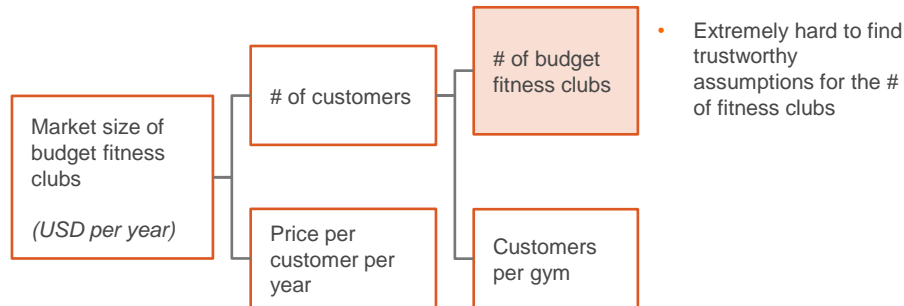 Market size of
budget fitness
clubs
(USD per year)
# of customers
Price per
customer per
year
# of budget
fitness clubs
Customers
per gym
• Extremely hard to find
trustworthy
assumptions for the #
of fitness clubs